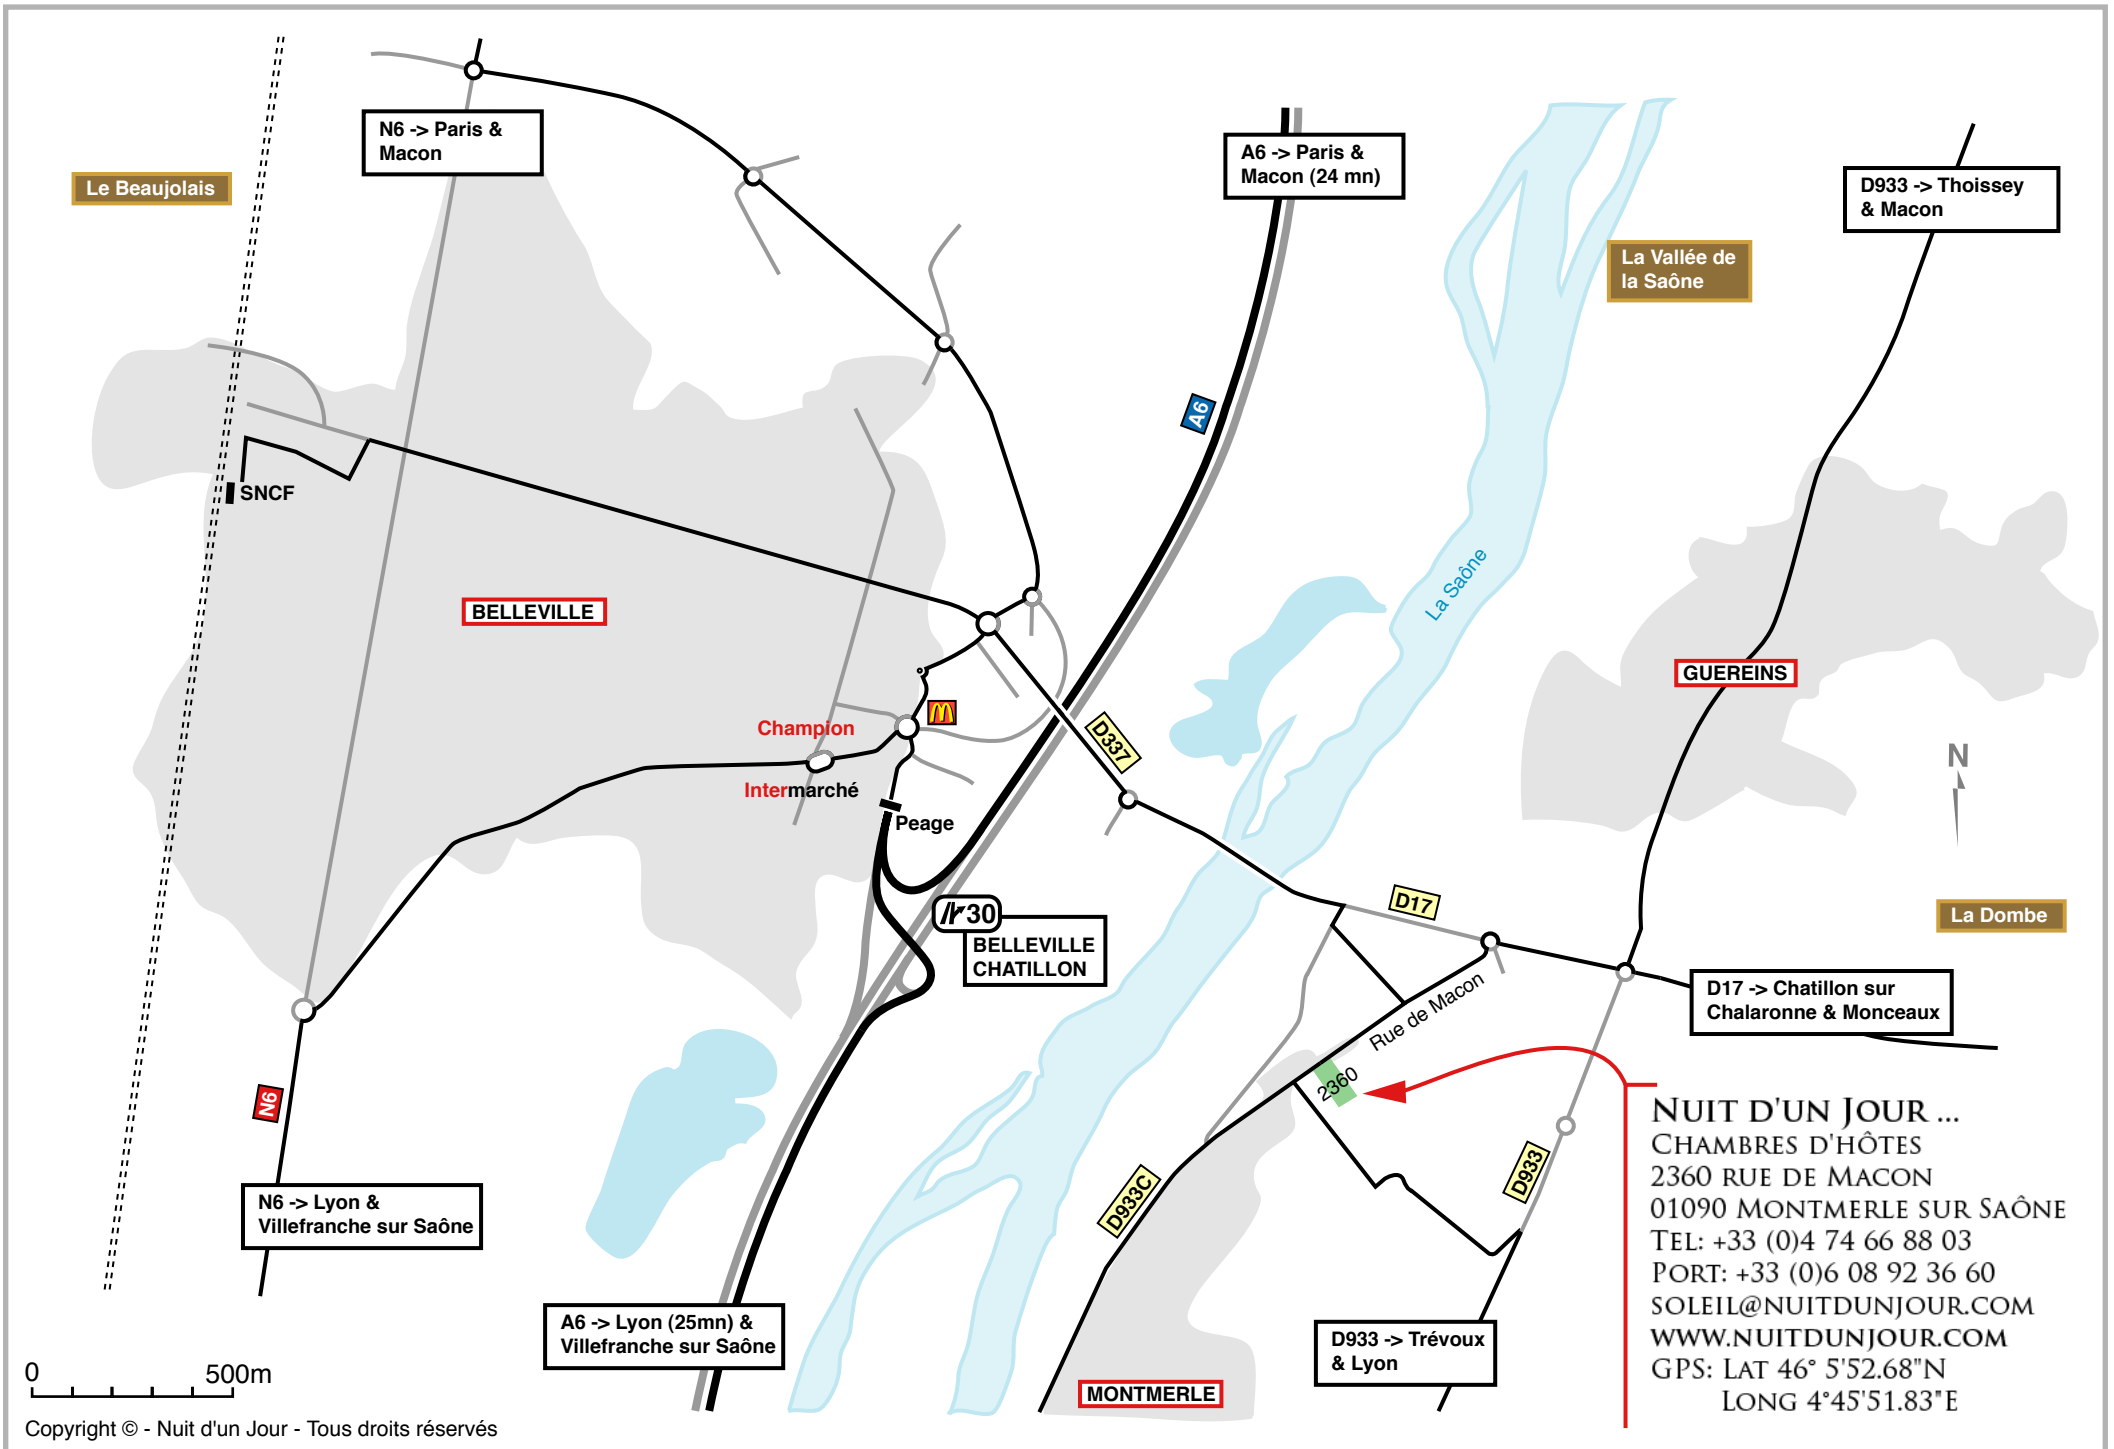 N6 -> Paris &
Macon
Le Beaujolais
A6 -> Paris &
Macon (24 mn)
D933 -> Thoissey
& Macon
La Vallée de
la Saône
A6
SNCF
La Saône
BELLEVILLE
GUEREINS
Champion
D337
Intermarché
Peage
N
30
BELLEVILLE
CHATILLON
D17
La Dombe
D17 -> Chatillon sur
Chalaronne & Monceaux
Rue de Macon
2360
N6
D933C
D933
N6 -> Lyon &
Villefranche sur Saône
A6 -> Lyon (25mn) &
Villefranche sur Saône
D933 -> Trévoux
& Lyon
MONTMERLE
NUIT D'UN JOUR ...
CHAMBRES D'HÔTES
2360 RUE DE MACON
01090 MONTMERLE SUR SAÔNE
TEL: +33 (0)4 74 66 88 03
PORT: +33 (0)6 08 92 36 60
SOLEIL@NUITDUNJOUR.COM
WWW.NUITDUNJOUR.COM
GPS: LAT 46° 5'52.68"N
LONG 4°45'51.83"E
0 500m
Copyright © - Nuit d'un Jour - Tous droits réservés